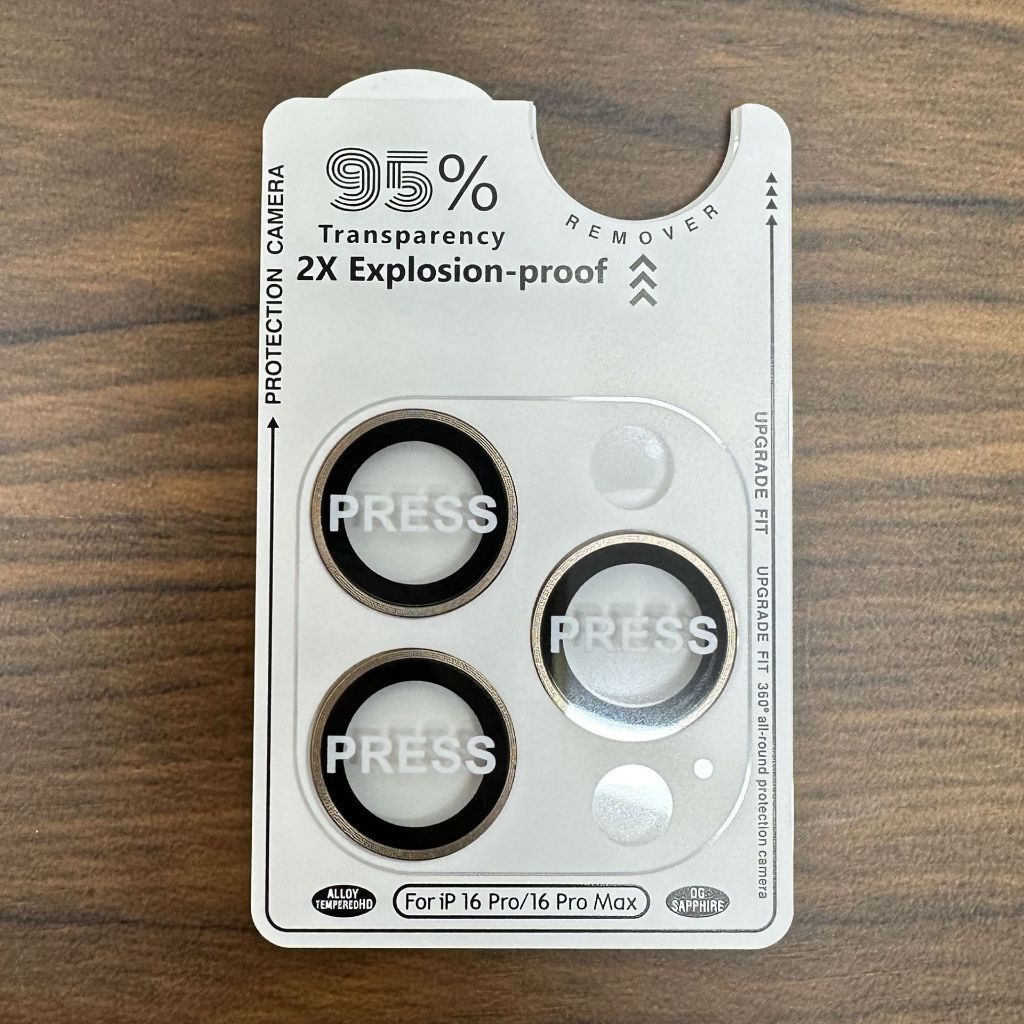 95%
Transparency
2X Explosion-proof
REMOVER
PROTECTION CAMERA
PRESS
PRESS
PRESS
UPGRADE FIT UPGRADE FIT 360° all-round protection camera
ALLOY
TEMPEREDHD
For iP 16 Pro/16 Pro Max
OG
SAPPHIRE